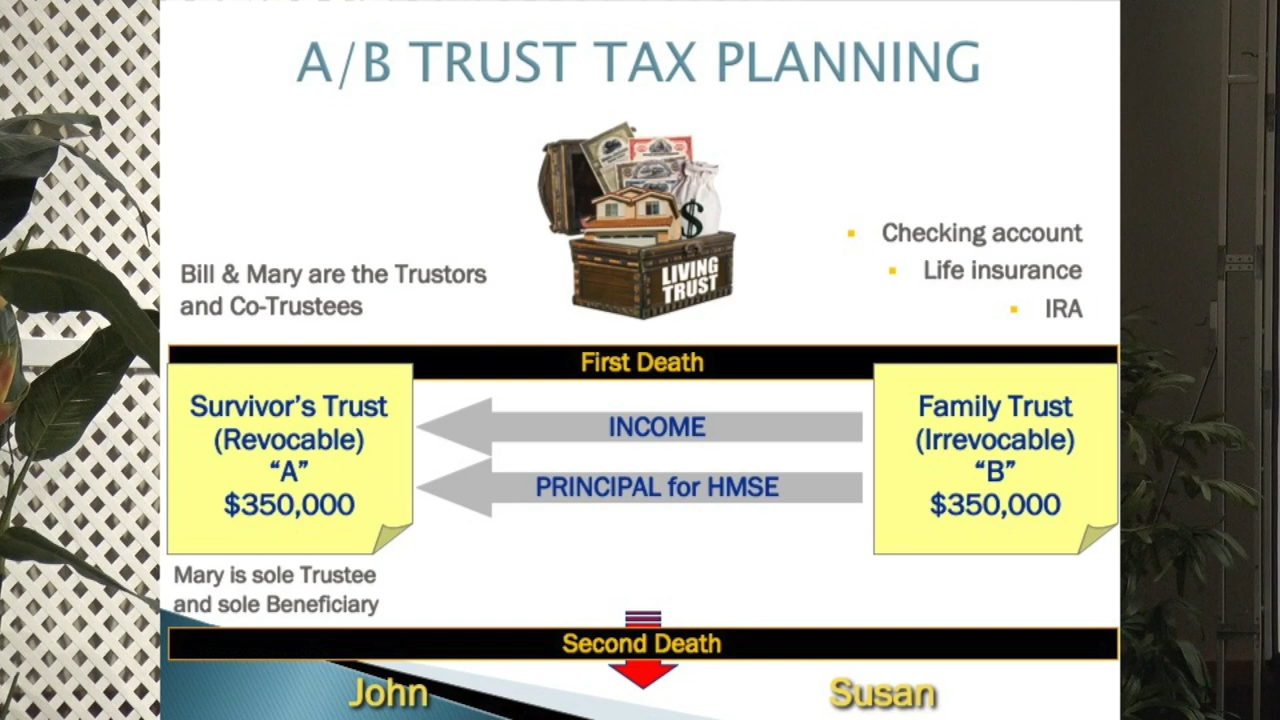 A/B TRUST TAX PLANNING
LIVING
TRUST
$
Bill & Mary are the Trustors
and Co-Trustees
Checking account
Life insurance
IRA
First Death
Survivor’s Trust
(Revocable)
“A”
$350,000
INCOME
PRINCIPAL for HMSE
Family Trust
(Irrevocable)
“B”
$350,000
Mary is sole Trustee
and sole Beneficiary
Second Death
John
Susan